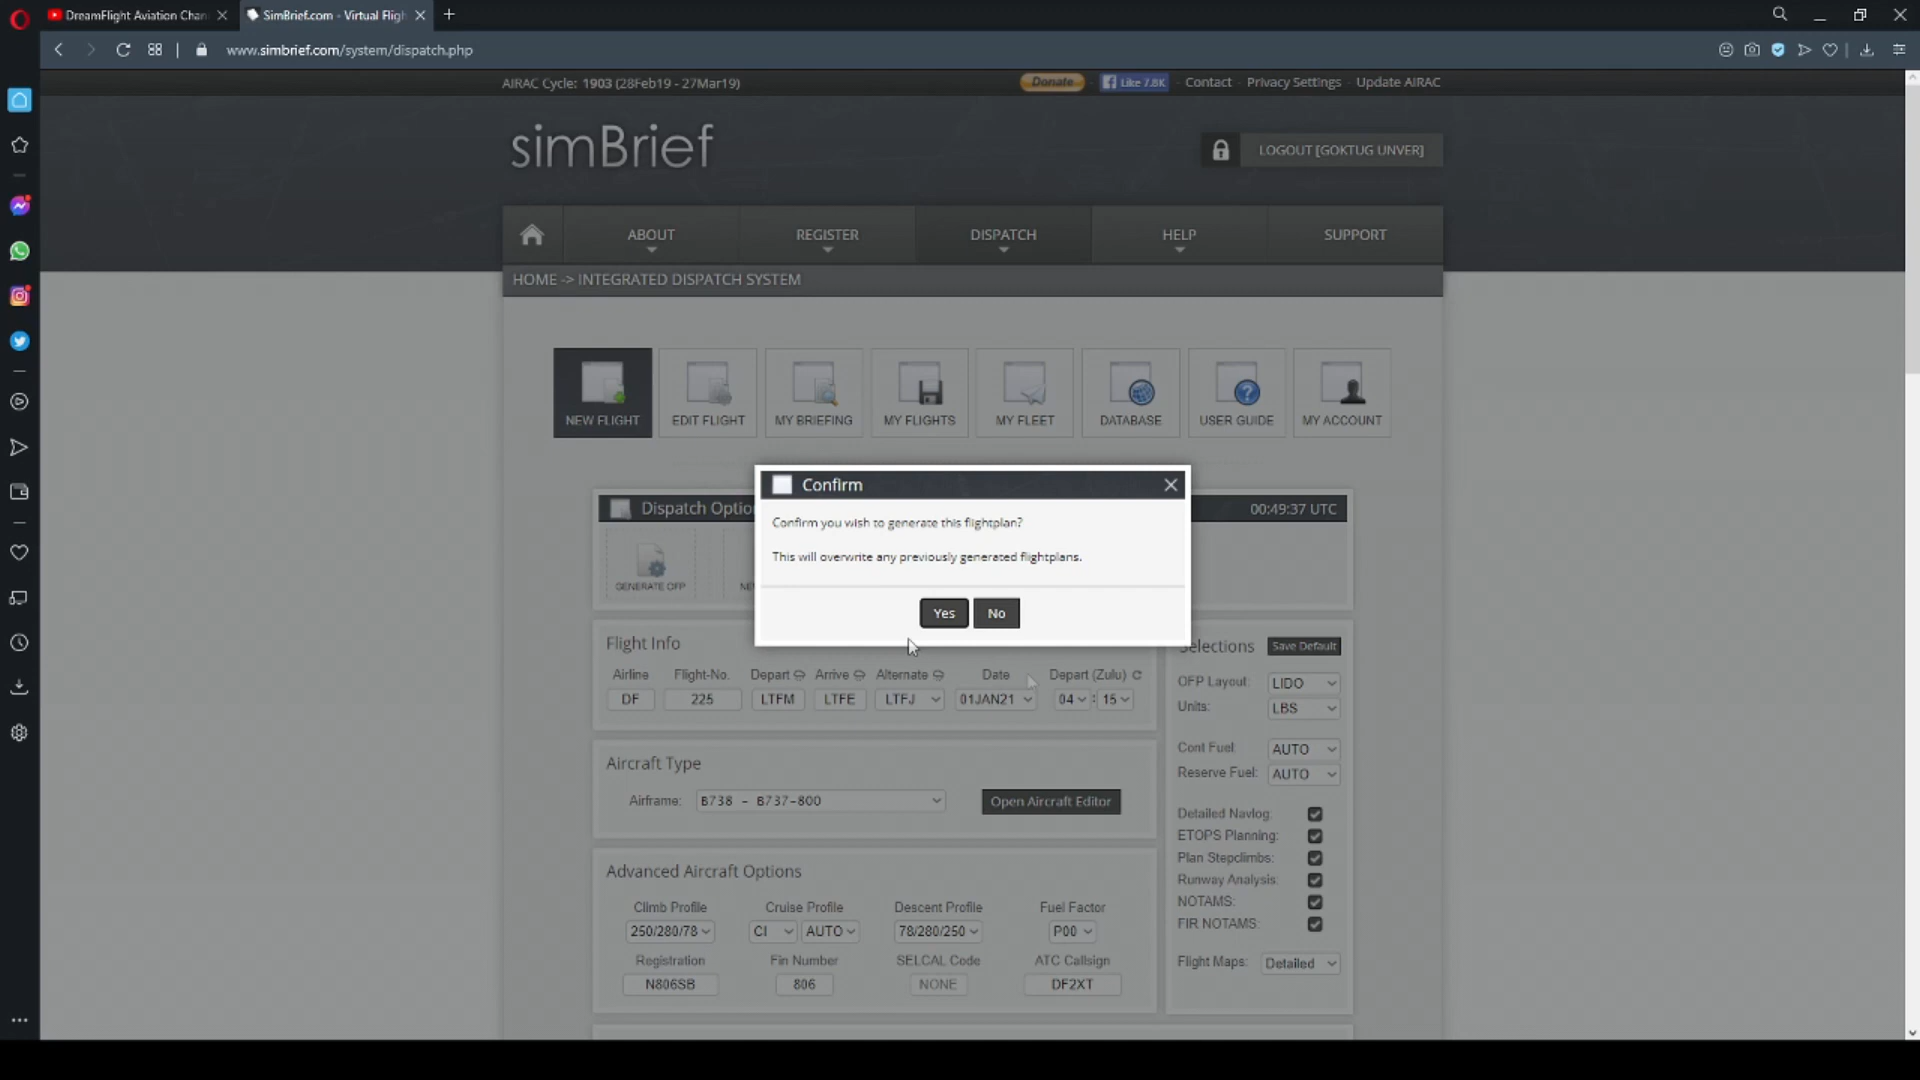 DreamFlight Aviation Chan
SimBrief.com - Virtual Fligh
www.simbrief.com/system/dispatch.php
AIRAC Cycle: 1903 (28Feb19 - 27Mar19)
Donate
Like 7.8K
Contact
Privacy Settings
Update AIRAC
simBrief
LOGOUT [GOKTUG UNVER]
ABOUT
REGISTER
DISPATCH
HELP
SUPPORT
HOME -> INTEGRATED DISPATCH SYSTEM
NEW FLIGHT
EDIT FLIGHT
MY BRIEFING
MY FLIGHTS
MY FLEET
DATABASE
USER GUIDE
MY ACCOUNT
Confirm
Confirm you wish to generate this flightplan?
This will overwrite any previously generated flightplans.
Yes
No
Dispatch Optio
00:49:37 UTC
GENERATE OFP
NE
Flight Info
Airline
Flight-No.
Depart
Arrive
Alternate
Date
Depart (Zulu)
DF
225
LTFM
LTFE
LTFJ
01JAN21
04 : 15
Aircraft Type
Airframe: B738 - B737-800
Open Aircraft Editor
Advanced Aircraft Options
Climb Profile
Cruise Profile
Descent Profile
Fuel Factor
250/280/78
CI
AUTO
78/280/250
P00
Registration
Fin Number
SELCAL Code
ATC Callsign
N806SB
806
NONE
DF2XT
Selections
Save Default
OFP Layout: LIDO
Units: LBS
Cont Fuel: AUTO
Reserve Fuel: AUTO
Detailed Navlog:
ETOPS Planning:
Plan Stepclimbs:
Runway Analysis:
NOTAMS:
FIR NOTAMS:
Flight Maps: Detailed